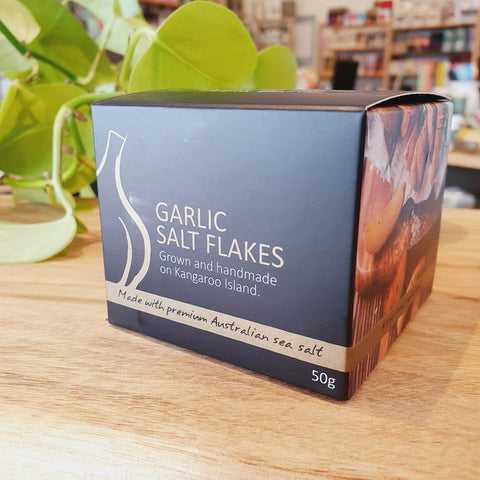 GARLIC
SALT FLAKES
Grown and handmade
on Kangaroo Island.
Made with premium Australian sea salt
50g